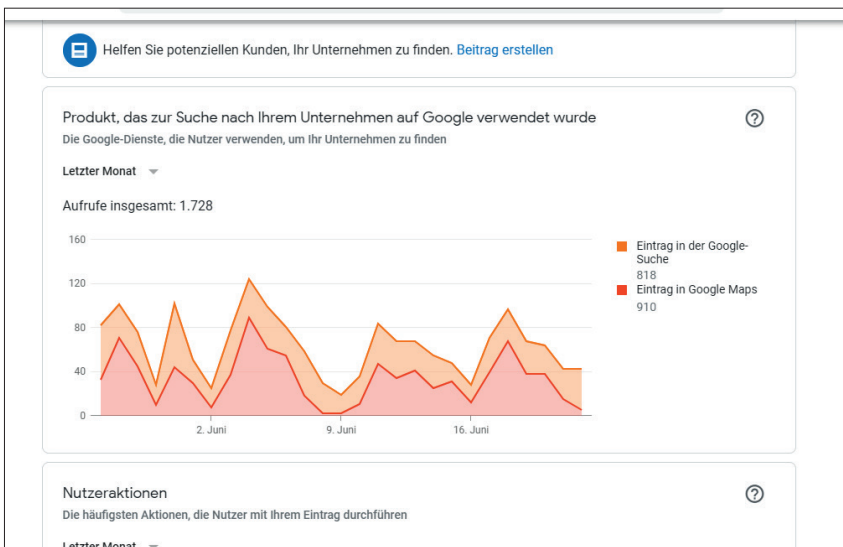 Helfen Sie potenziellen Kunden, Ihr Unternehmen zu finden. Beitrag erstellen
Produkt, das zur Suche nach Ihrem Unternehmen auf Google verwendet wurde
Die Google-Dienste, die Nutzer verwenden, um Ihr Unternehmen zu finden
Letzter Monat
Aufrufe insgesamt: 1.728
160
120
80
40
0
2. Juni
9. Juni
16. Juni
Eintrag in der Google-
Suche
818
Eintrag in Google Maps
910
Nutzeraktionen
Die häufigsten Aktionen, die Nutzer mit Ihrem Eintrag durchführen
Letzter Monat